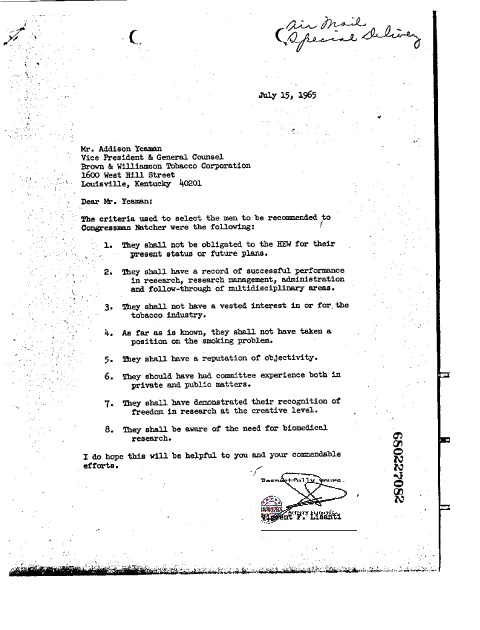 Air Mail
Special Delivery
July 15, 1965
Mr. Addison Yeaman
Vice President & General Counsel
Brown & Williamson Tobacco Corporation
1600 West Hill Street
Louisville, Kentucky 40201
Dear Mr. Yeaman:
The criteria used to select the men to be recommended to
Congressman Natcher were the following:
1. They shall not be obligated to the HEW for their
present status or future plans.
2. They shall have a record of successful performance
in research, research management, administration
and follow-through of multidisciplinary areas.
3. They shall not have a vested interest in or for the
tobacco industry.
4. As far as is known, they shall not have taken a
position on the smoking problem.
5. They shall have a reputation of objectivity.
6. They should have had committee experience both in
private and public matters.
7. They shall have demonstrated their recognition of
freedom in research at the creative level.
8. They shall be aware of the need for biomedical
research.
I do hope this will be helpful to you and your commendable
efforts.
Respectfully yours
Vincent F. Lisanti
680227082